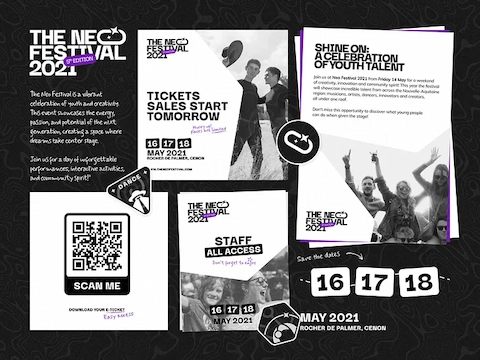 THE NEO
FESTIVAL
2021
5th EDITION
The Neo Festival is a vibrant
celebration of youth and creativity.
This event showcases the energy,
passion, and potential of the next
generation, creating a space where
dreams take center stage.
Join us for a day of unforgettable
performances, interactive activities,
and community spirit!"
DANCE
SCAN ME
DOWNLOAD YOUR E-TICKET
Easy access
THE NEO
FESTIVAL
2021
TICKETS
SALES START
TOMORROW
Hurry up,
places are limited
16 17 18
MAY 2021
ROCHER DE PALMER, CENON
WWW.THENEOFESTIVAL.COM
THE NEO
FESTIVAL
2021
STAFF
ALL ACCESS
Don't forget to enjoy
16 17 18
MAY 2021
SHINE ON:
A CELEBRATION
OF YOUTH TALENT
Join us at Neo Festival 2021 from Friday 16 May for a weekend
of creativity, innovation and community spirit! This year the festival
will showcase incredible talent from across the Nouvelle Aquitaine
region: musicians, artists, dancers, innovators and creators,
all under one roof.
Don't miss this opportunity to discover what young people
can do when given the stage!
THE NEO
FESTIVAL
2021
Save the dates
16 17 18
MAY 2021
ROCHER DE PALMER, CENON